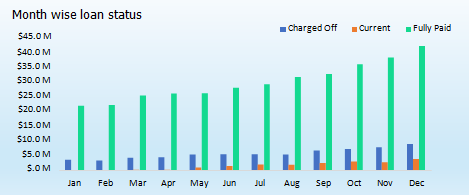 Month wise loan status
Charged Off Current Fully Paid
$45.0 M
$40.0 M
$35.0 M
$30.0 M
$25.0 M
$20.0 M
$15.0 M
$10.0 M
$5.0 M
$0.0 M
Jan Feb Mar Apr May Jun Jul Aug Sep Oct Nov Dec